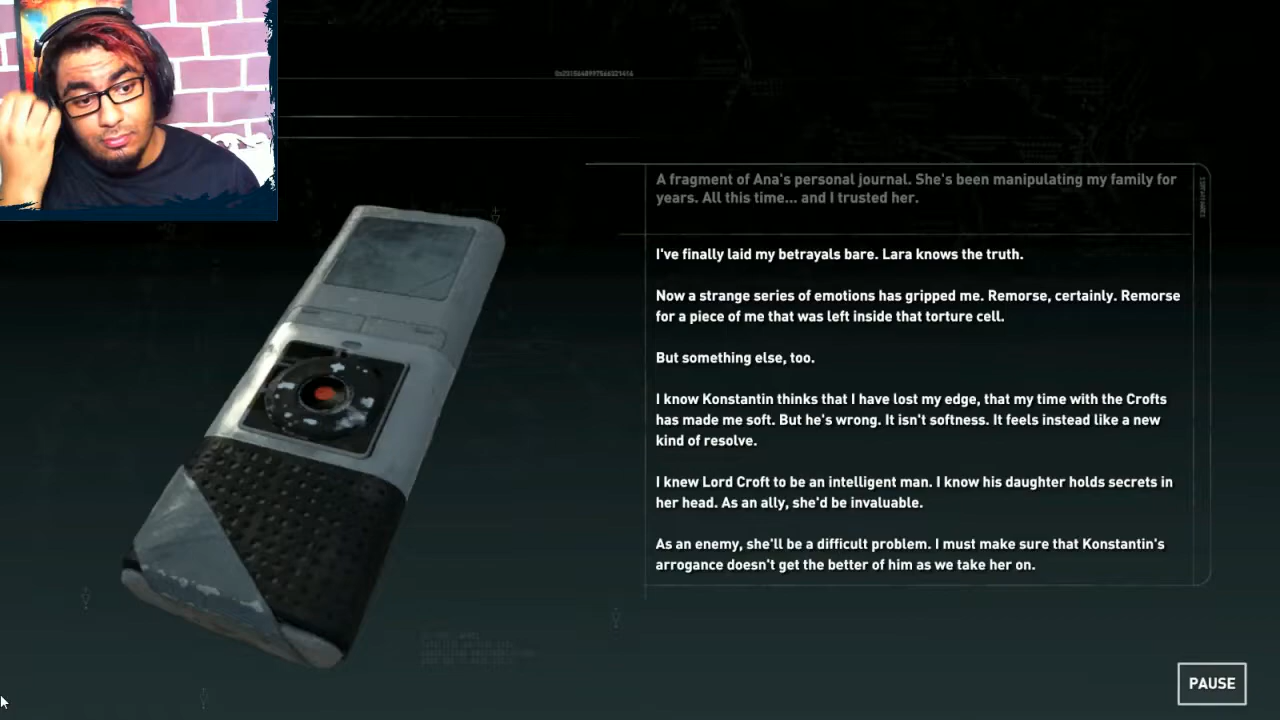 A fragment of Ana's personal journal. She's been manipulating my family for
years. All this time... and I trusted her.
I've finally laid my betrayals bare. Lara knows the truth.
Now a strange series of emotions has gripped me. Remorse, certainly. Remorse
for a piece of me that was left inside that torture cell.
But something else, too.
I know Konstantin thinks that I have lost my edge, that my time with the Crofts
has made me soft. But he's wrong. It isn't softness. It feels instead like a new
kind of resolve.
I knew Lord Croft to be an intelligent man. I know his daughter holds secrets in
her head. As an ally, she'd be invaluable.
As an enemy, she'll be a difficult problem. I must make sure that Konstantin's
arrogance doesn't get the better of him as we take her on.
PAUSE